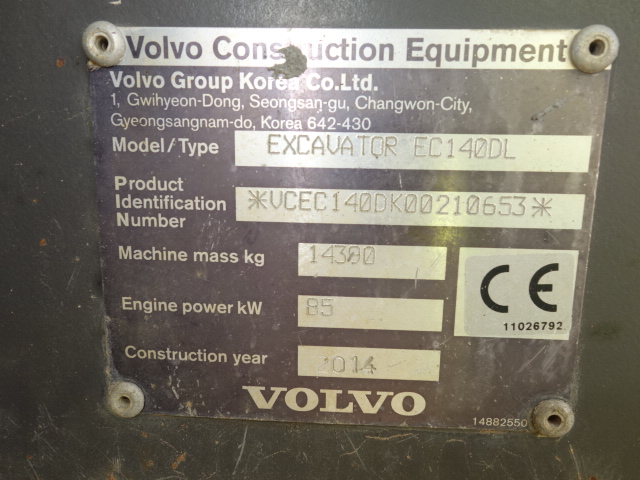 Volvo Construction Equipment
Volvo Group Korea Co.Ltd.
1, Gwihyeon-Dong, Seongsan-gu, Changwon-City,
Gyeongsangnam-do, Korea 642-430
Model/Type EXCAVATOR EC140DL
Product
Identification
Number *VCEC140DK00210653*
Machine mass kg 14300
Engine power kW 85
Construction year 014
CE
11026792
VOLVO
14882550